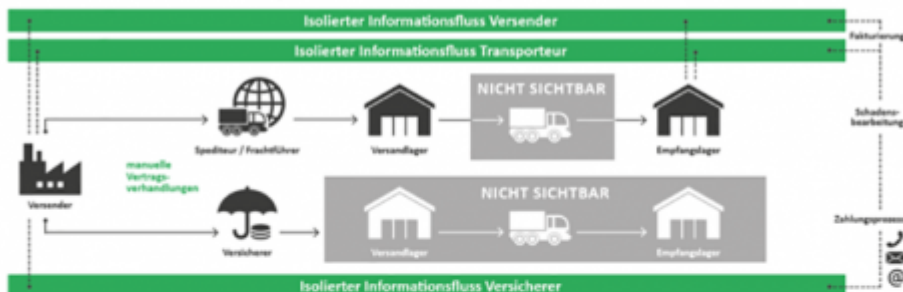 Isolierter Informationsfluss Versender
Fakturierung
Isolierter Informationsfluss Transporteur
NICHT SICHTBAR
Schadens-
bearbeitung
Spediteur / Frachtführer
Versandlager
Empfangslager
manuelle
Vertrags-
verhandlungen
Versender
NICHT SICHTBAR
Zahlungsprozesse
Versicherer
Versandlager
Empfangslager
Isolierter Informationsfluss Versicherer